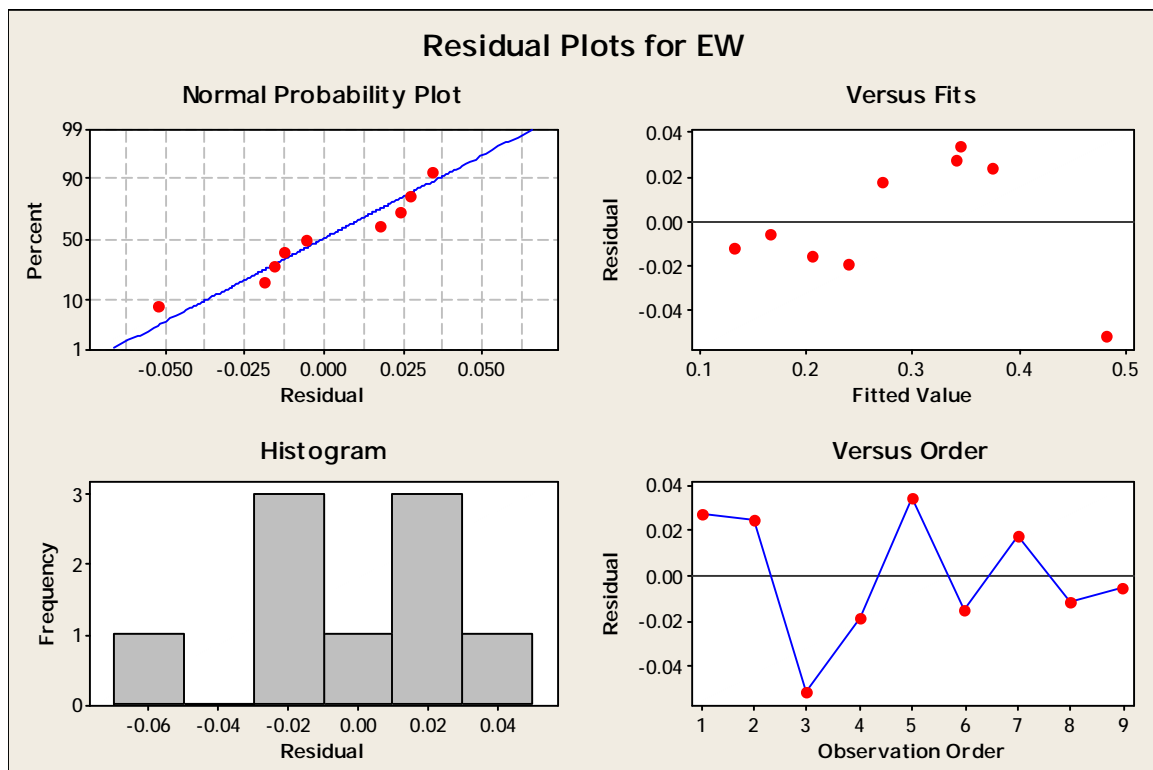 Residual Plots for EW
Normal Probability Plot
99
90
50
10
1
Percent
-0.050 -0.025 0.000 0.025 0.050
Residual
Versus Fits
0.04
0.02
0.00
-0.02
-0.04
Residual
0.1 0.2 0.3 0.4 0.5
Fitted Value
Histogram
3
2
1
0
Frequency
-0.06 -0.04 -0.02 0.00 0.02 0.04
Residual
Versus Order
0.04
0.02
0.00
-0.02
-0.04
Residual
1 2 3 4 5 6 7 8 9
Observation Order